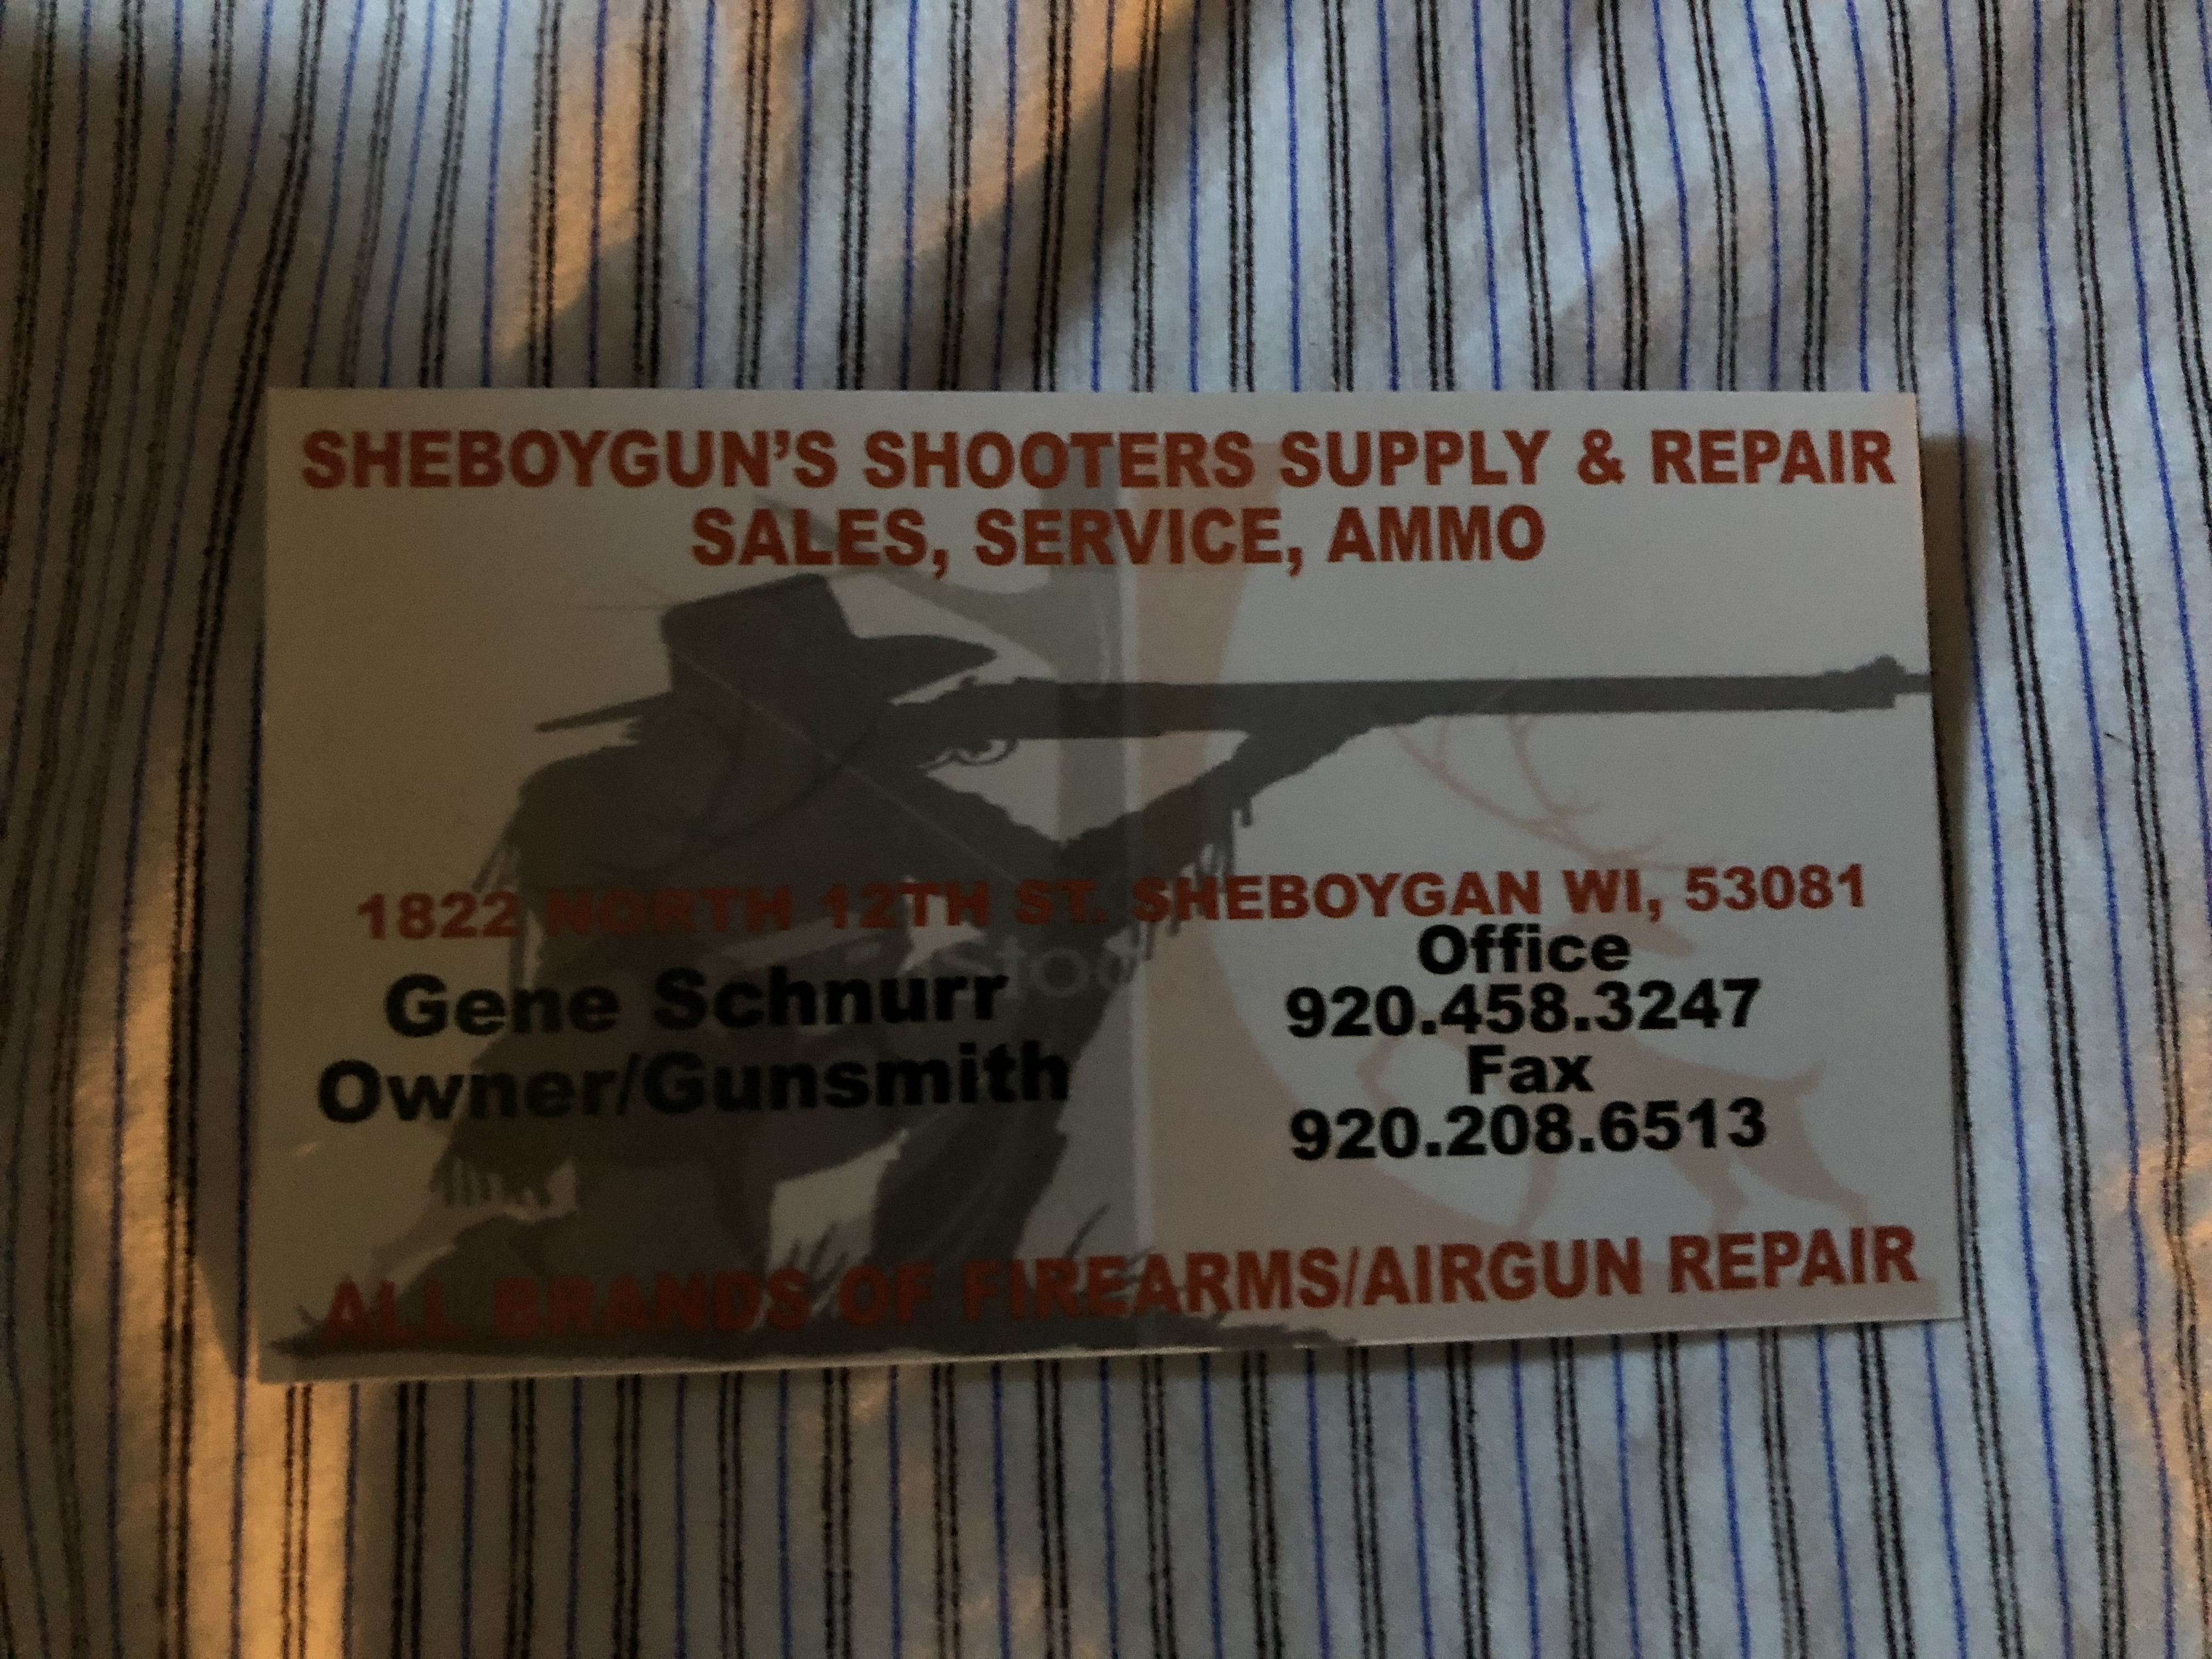 SHEBOYGUN'S SHOOTERS SUPPLY & REPAIR
SALES, SERVICE, AMMO
1822 NORTH 12TH ST. SHEBOYGAN WI, 53081
Gene Schnurr
Owner/Gunsmith
Office
920.458.3247
Fax
920.208.6513
ALL BRANDS OF FIREARMS/AIRGUN REPAIR